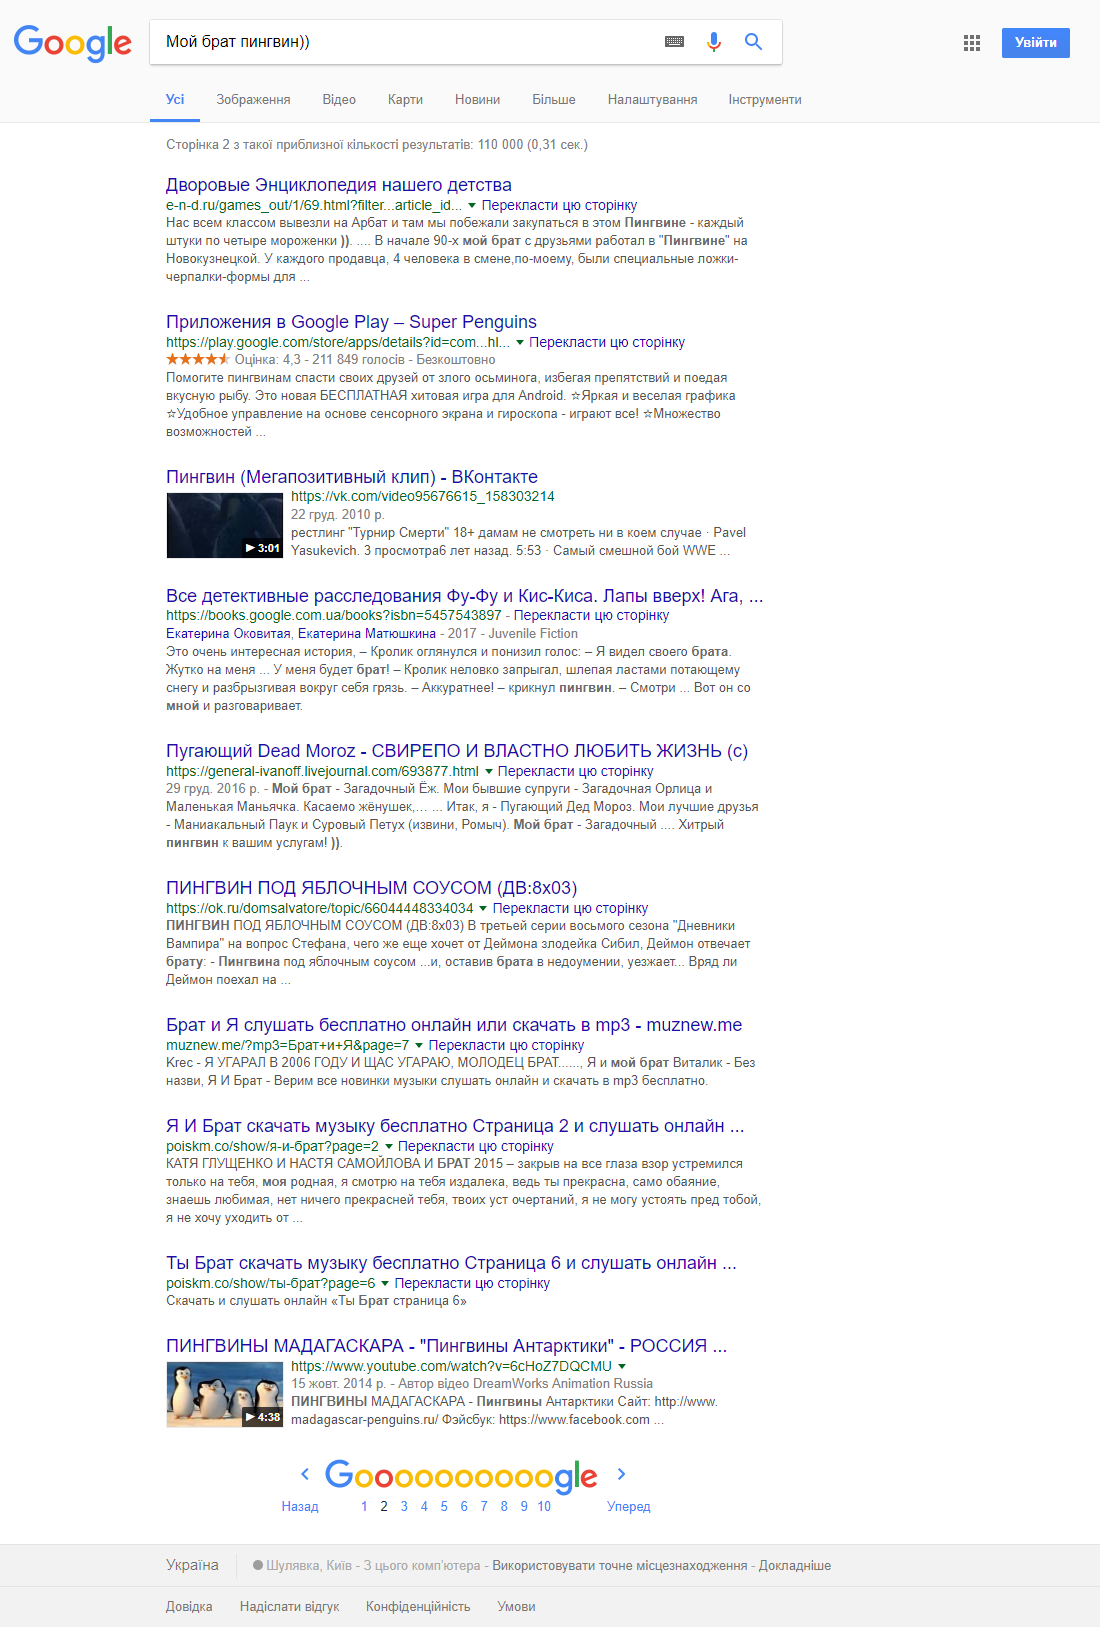 Google
Мой брат пингвин))
Увійти
Усі Зображення Відео Карти Новини Більше Налаштування Інструменти
Сторінка 2 з такої приблизної кількості результатів: 110 000 (0,31 сек.)
Дворовые Энциклопедия нашего детства
e-n-d.ru/games_out/1/69.html?filter...article_id... Перекласти цю сторінку
Нас всем классом вывезли на Арбат и там мы побежали закупаться в этом Пингвине - каждый
штуки по четыре мороженки )). .... В начале 90-х мой брат с друзьями работал в "Пингвине" на
Новокузнецкой. У каждого продавца, 4 человека в смене,по-моему, были специальные ложки-
черпалки-формы для ...
Приложения в Google Play – Super Penguins
https://play.google.com/store/apps/details?id=com...hl... Перекласти цю сторінку
Оцінка: 4,3 - 211 849 голосів - Безкоштовно
Помогите пингвинам спасти своих друзей от злого осьминога, избегая препятствий и поедая
вкусную рыбу. Это новая БЕСПЛАТНАЯ хитовая игра для Android. ☆Яркая и веселая графика
☆Удобное управление на основе сенсорного экрана и гироскопа - играют все! ☆Множество
возможностей ...
Пингвин (Мегапозитивный клип) - ВКонтакте
https://vk.com/video95676615_158303214
22 груд. 2010 р.
рестлинг "Турнир Смерти" 18+ дамам не смотреть ни в коем случае · Pavel
3:01 Yasukevich. 3 просмотра6 лет назад. 5:53 · Самый смешной бой WWE ...
Все детективные расследования Фу-Фу и Кис-Киса. Лапы вверх! Ага, ...
https://books.google.com.ua/books?isbn=5457543897 - Перекласти цю сторінку
Екатерина Оковитая, Екатерина Матюшкина - 2017 - Juvenile Fiction
Это очень интересная история, – Кролик оглянулся и понизил голос: – Я видел своего брата.
Жутко на меня ... У меня будет брат! – Кролик неловко запрыгал, шлепая ластами потающему
снегу и разбрызгивая вокруг себя грязь. – Аккуратнее! – крикнул пингвин. – Смотри ... Вот он со
мной и разговаривает.
Пугающий Dead Moroz - СВИРЕПО И ВЛАСТНО ЛЮБИТЬ ЖИЗНЬ (с)
https://general-ivanoff.livejournal.com/693877.html Перекласти цю сторінку
29 груд. 2016 р. - Мой брат - Загадочный Ёж. Мои бывшие супруги - Загадочная Орлица и
Маленькая Маньячка. Касаемо жёнушек,... ... Итак, я - Пугающий Дед Мороз. Мои лучшие друзья
- Маниакальный Паук и Суровый Петух (извини, Ромыч). Мой брат - Загадочный .... Хитрый
пингвин к вашим услугам! )).
ПИНГВИН ПОД ЯБЛОЧНЫМ СОУСОМ (ДВ:8х03)
https://ok.ru/domsalvatore/topic/66044448334034 Перекласти цю сторінку
ПИНГВИН ПОД ЯБЛОЧНЫМ СОУСОМ (ДВ:8х03) В третьей серии восьмого сезона "Дневники
Вампира" на вопрос Стефана, чего же еще хочет от Деймона злодейка Сибил, Деймон отвечает
брату: - Пингвина под яблочным соусом ...и, оставив брата в недоумении, уезжает... Вряд ли
Деймон поехал на ...
Брат и Я слушать бесплатно онлайн или скачать в mp3 - muznew.me
muznew.me/?mp3=Брат+и+Я&page=7 Перекласти цю сторінку
Krec - Я УГАРАЛ В 2006 ГОДУ И ЩАС УГАРАЮ, МОЛОДЕЦ БРАТ......, Я и мой брат Виталик - Без
назви, Я И Брат - Верим все новинки музыки слушать онлайн и скачать в mp3 бесплатно.
Я И Брат скачать музыку бесплатно Страница 2 и слушать онлайн ...
poiskm.co/show/я-и-брат?page=2 Перекласти цю сторінку
КАТЯ ГЛУЩЕНКО И НАСТЯ САМОЙЛОВА И БРАТ 2015 – закрыв на все глаза взор устремился
только на тебя, моя родная, я смотрю на тебя издалека, ведь ты прекрасна, само обаяние,
знаешь любимая, нет ничего прекрасней тебя, твоих уст очертаний, я не могу устоять пред тобой,
я не хочу уходить от ...
Ты Брат скачать музыку бесплатно Страница 6 и слушать онлайн ...
poiskm.co/show/ты-брат?page=6 Перекласти цю сторінку
Скачать и слушать онлайн «Ты Брат страница 6»
ПИНГВИНЫ МАДАГАСКАРА - "Пингвины Антарктики" - РОССИЯ ...
https://www.youtube.com/watch?v=6cHoZ7DQCMU
15 жовт. 2014 р. - Автор відео DreamWorks Animation Russia
ПИНГВИНЫ МАДАГАСКАРА - Пингвины Антарктики Сайт: http://www.
4:38 madagascar-penguins.ru/ Фэйсбук: https://www.facebook.com ...
Goooooooooogle
Назад 1 2 3 4 5 6 7 8 9 10 Уперед
Україна Шулявка, Київ - З цього комп'ютера - Використовувати точне місцезнаходження - Докладніше
Довідка Надіслати відгук Конфіденційність Умови